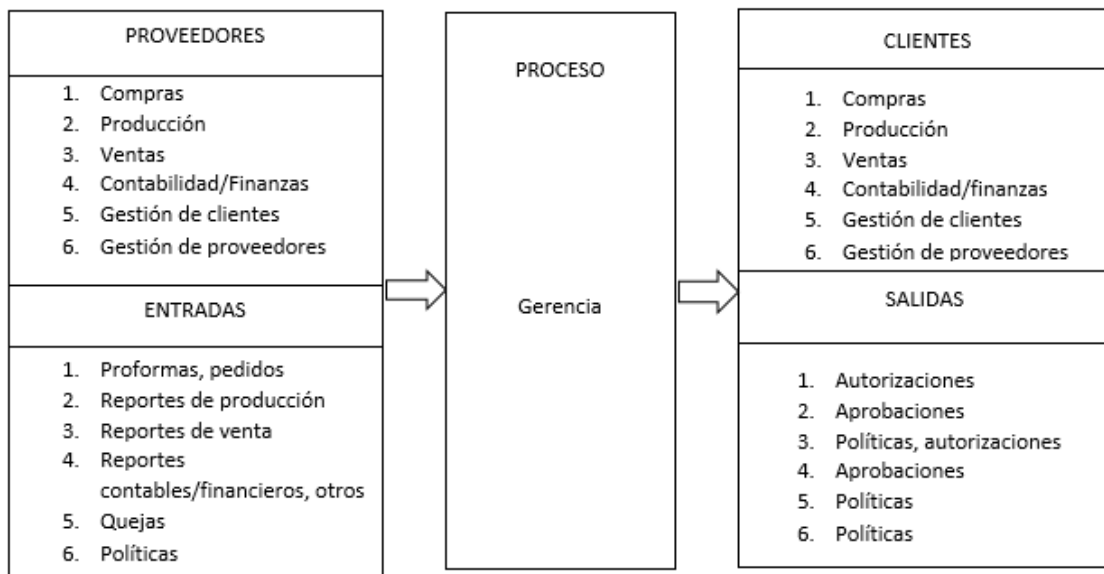 PROVEEDORES
1. Compras
2. Producción
3. Ventas
4. Contabilidad/Finanzas
5. Gestión de clientes
6. Gestión de proveedores
ENTRADAS
1. Proformas, pedidos
2. Reportes de producción
3. Reportes de venta
4. Reportes
contables/financieros, otros
5. Quejas
6. Políticas
PROCESO
Gerencia
CLIENTES
1. Compras
2. Producción
3. Ventas
4. Contabilidad/finanzas
5. Gestión de clientes
6. Gestión de proveedores
SALIDAS
1. Autorizaciones
2. Aprobaciones
3. Políticas, autorizaciones
4. Aprobaciones
5. Políticas
6. Políticas